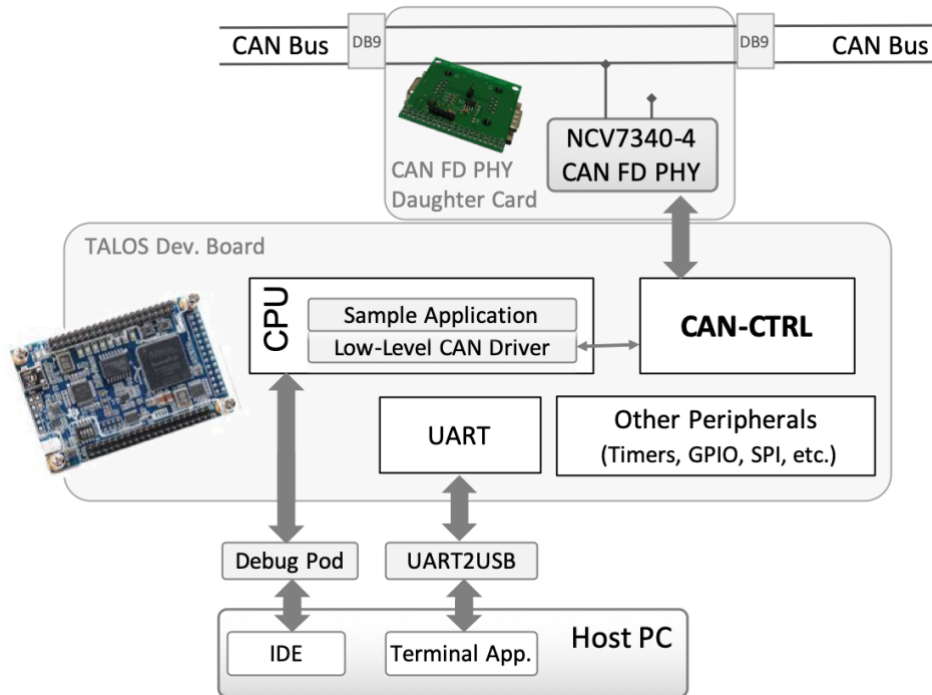 CAN Bus
DB9
DB9
CAN Bus
NCV7340-4
CAN FD PHY
CAN FD PHY
Daughter Card
TALOS Dev. Board
CPU
Sample Application
Low-Level CAN Driver
CAN-CTRL
UART
Other Peripherals
(Timers, GPIO, SPI, etc.)
Debug Pod
UART2USB
Host PC
IDE
Terminal App.